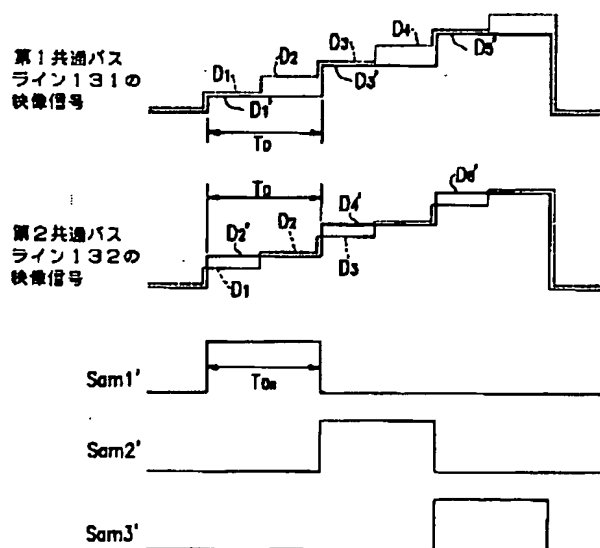 第1共通バス
ライン131の
映像信号
D1
D2
D3
D4
D1'
D3'
D5'
TD
第2共通バス
ライン132の
映像信号
TD
D2'
D2
D4'
D6'
D1
D3
Sam1'
TON
Sam2'
Sam3'